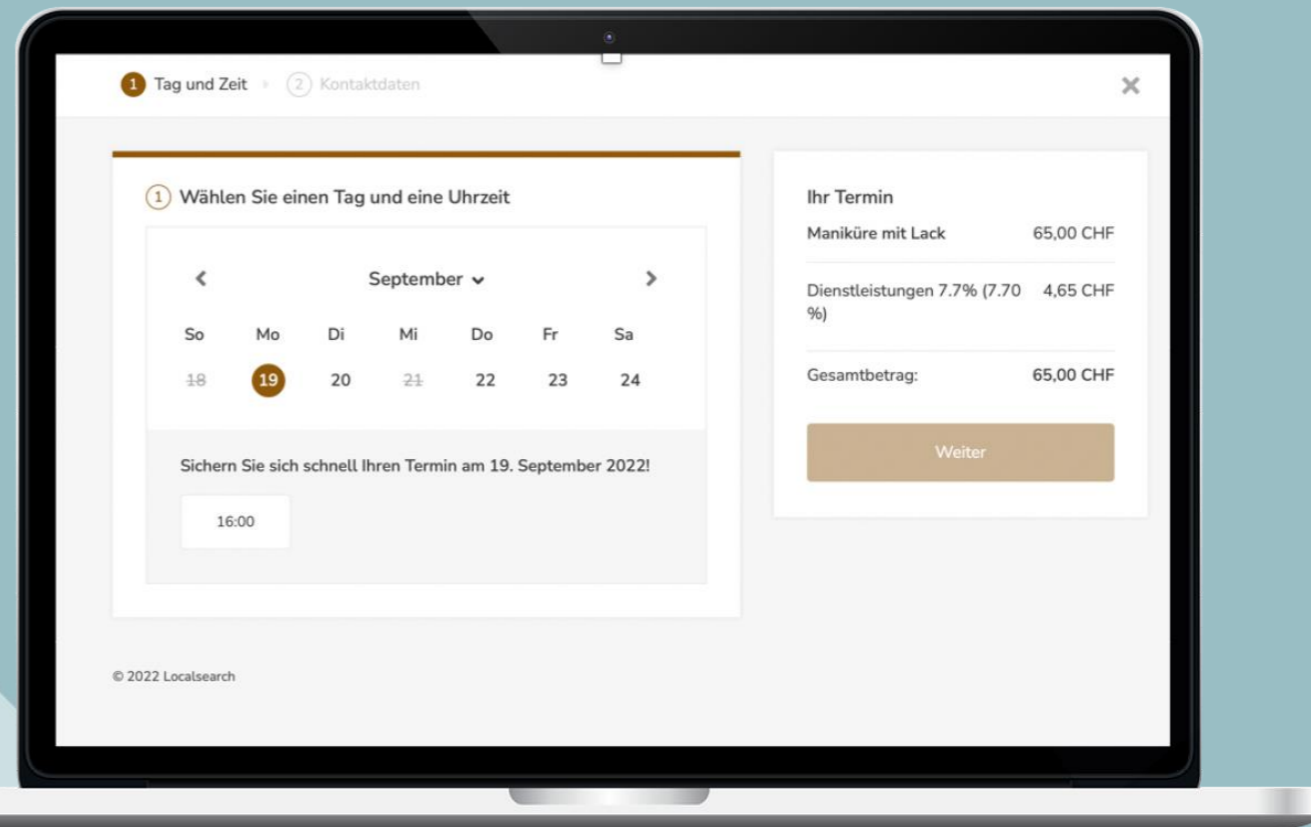 1 Tag und Zeit 2 Kontaktdaten
1 Wählen Sie einen Tag und eine Uhrzeit
September
So Mo Di Mi Do Fr Sa
18 19 20 21 22 23 24
Sichern Sie sich schnell Ihren Termin am 19. September 2022!
16:00
Ihr Termin
Maniküre mit Lack 65,00 CHF
Dienstleistungen 7.7% (7.70 4,65 CHF
%)
Gesamtbetrag: 65,00 CHF
Weiter
© 2022 Localsearch